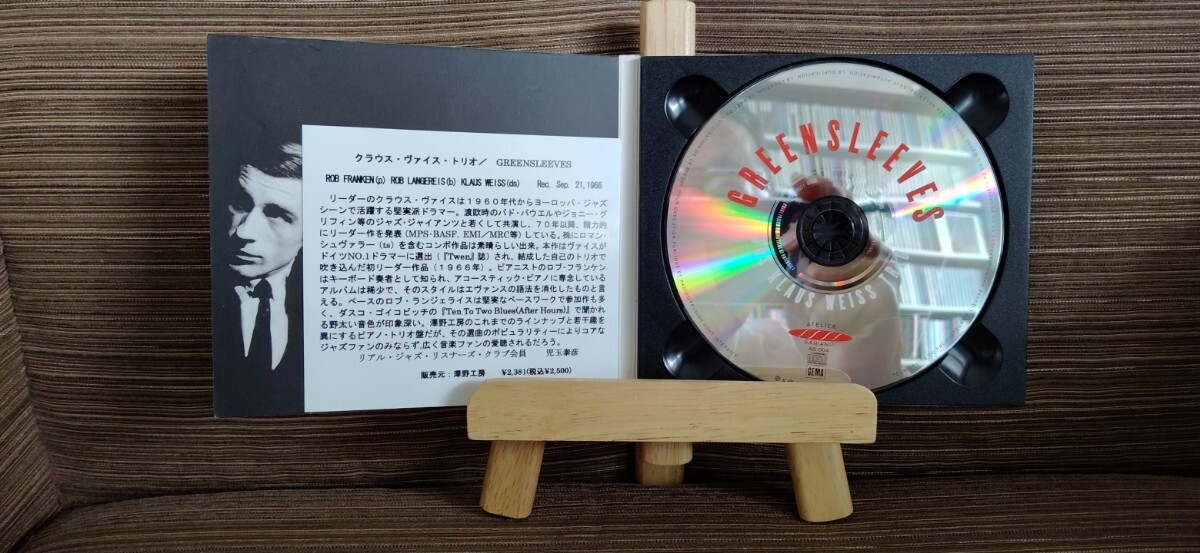 クラウス・ヴァイス・トリオ/ GREENSLEEVES
ROB FRANKEN(p) ROB LANGEREIS(b) KLAUS WEISS(ds) Rec. Sep. 21,1966
リーダーのクラウス・ヴァイスは1960年代からヨーロッパ・ジャズ
シーンで活躍する堅実派ドラマー。渡欧時のバド・パウエルやジョニー・グ
リフィン等のジャズ・ジャイアンツと若くして共演し、70年以降、精力的
にリーダー作を発表(MPS・BASF, EMI/MRC等)している。殊にロマン・
シュヴァラー(ts)を含むコンボ作品は素晴らしい出来。本作はヴァイスが
ドイツNO.1ドラマーに選出(『Twen』誌)され、結成した自己のトリオで
吹き込んだ初リーダー作品(1966年)。ピアニストのロブ・フランケン
はキーボード奏者として知られ、アコースティック・ピアノに専念している
アルバムは稀少で、そのスタイルはエヴァンスの語法を消化したものと言
える。ベースのロブ・ランジェライスは堅実なベースワークで参加作も多
く、ダスコ・ゴイコビッチの『Ten To Two Blues(After Hours)』で聞かれ
る野太い音色が印象深い。澤野工房のこれまでのラインナップと若干趣を
異にするピアノ・トリオ盤だが、その選曲のポピュラリティーによりコアな
ジャズファンのみならず,広く音楽ファンの愛聴されるだろう。
リアル・ジャズ・リスナーズ・クラブ会員 児玉泰彦
販売元:澤野工房 ¥2,381(税込¥2,500)
GREENSLEEVES
KLAUS WEISS
ATELIER
SAWANO
AS 004
GEMA